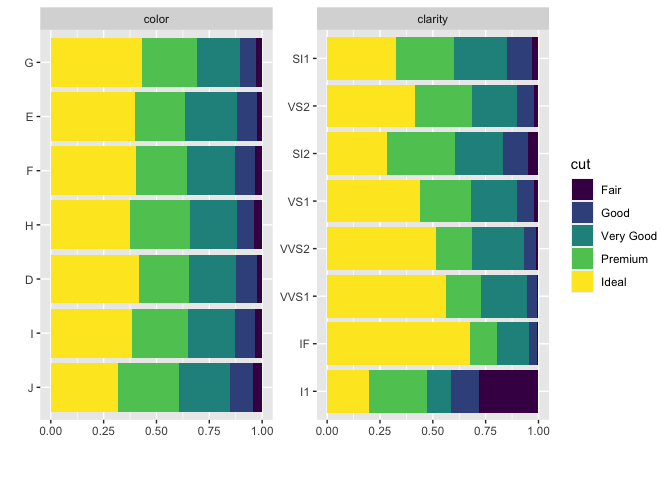 color
G
E
F
H
D
I
J
0.00 0.25 0.50 0.75 1.00
clarity
SI1
VS2
SI2
VS1
VVS2
VVS1
IF
I1
0.00 0.25 0.50 0.75 1.00
cut
Fair
Good
Very Good
Premium
Ideal